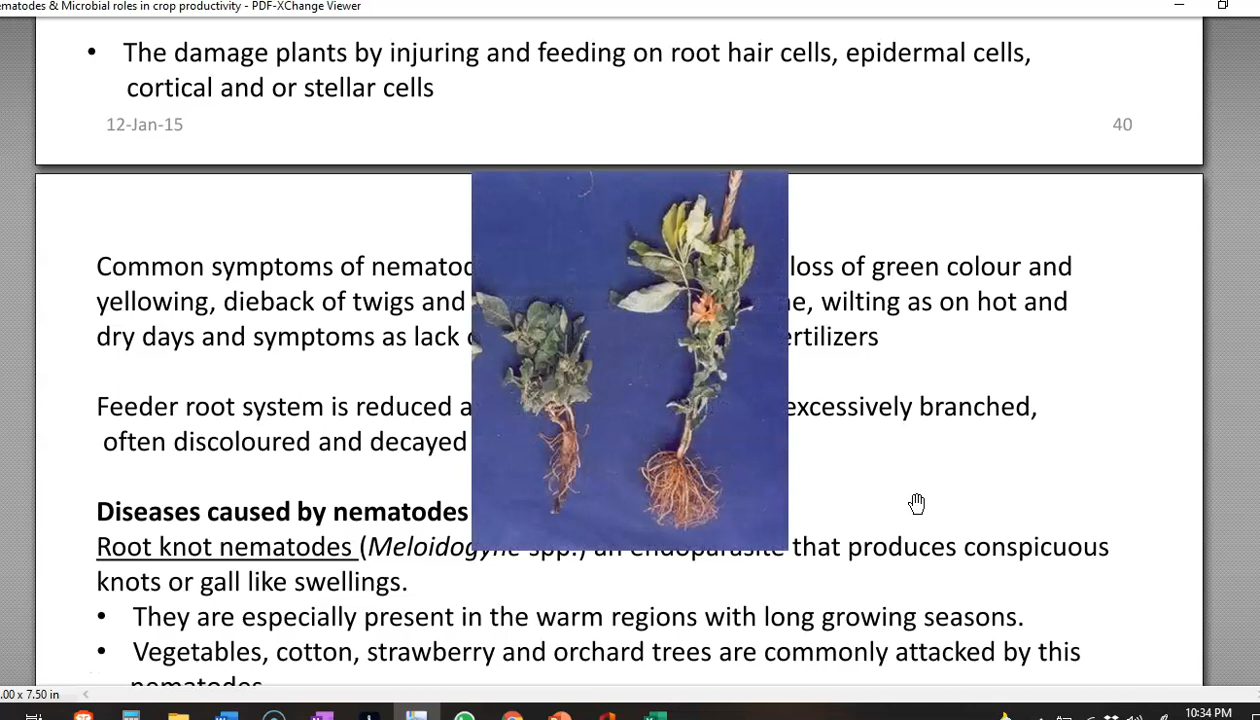 ematodes & Microbial roles in crop productivity - PDF-XChange Viewer
• The damage plants by injuring and feeding on root hair cells, epidermal cells,
cortical and or stellar cells
12-Jan-15 40
Common symptoms of nematod loss of green colour and
yellowing, dieback of twigs and e, wilting as on hot and
dry days and symptoms as lack ertilizers
Feeder root system is reduced a excessively branched,
often discoloured and decayed
Diseases caused by nematodes
Root knot nematodes (Meloidogyne spp.) an endoparasite that produces conspicuous
knots or gall like swellings.
• They are especially present in the warm regions with long growing seasons.
• Vegetables, cotton, strawberry and orchard trees are commonly attacked by this
nematodes
.00 x 7.50 in
10:34 PM